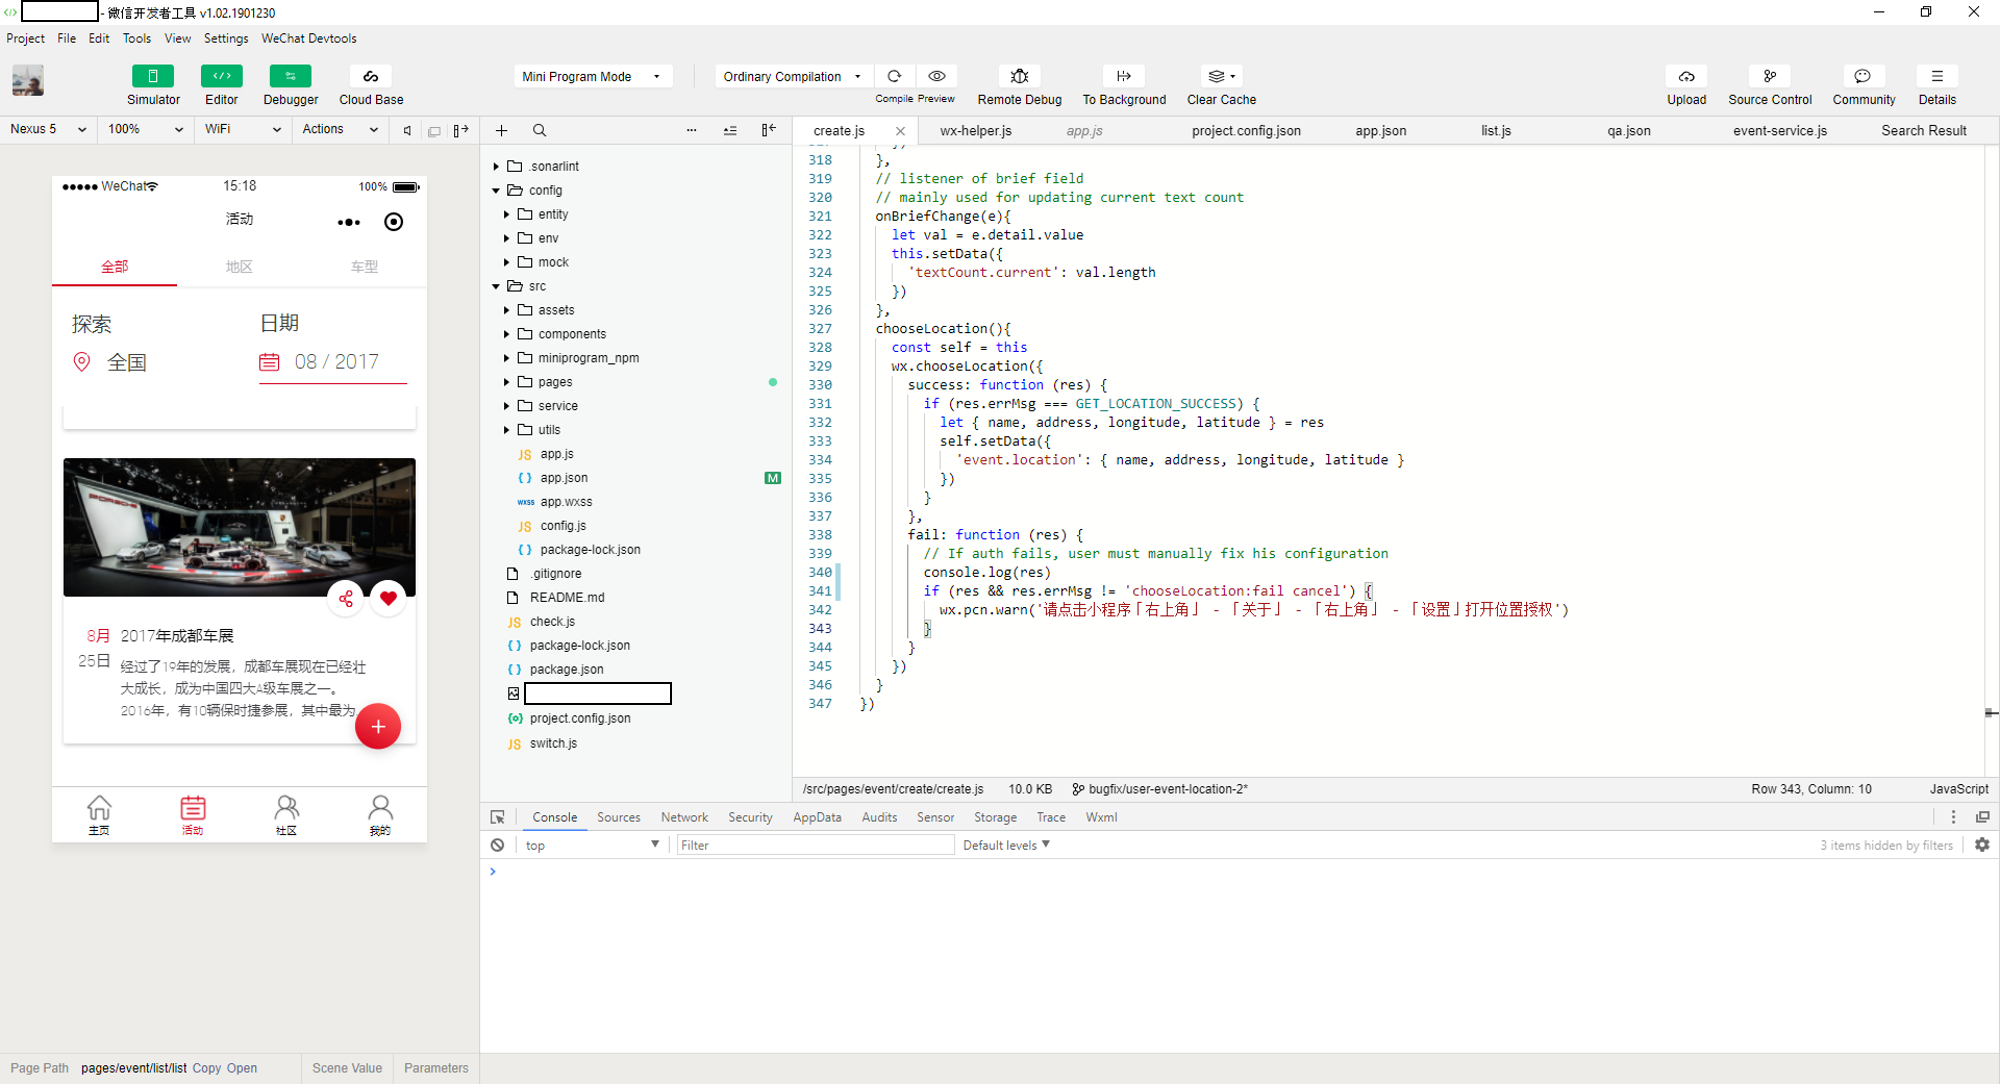 - 微信开发者工具 v1.02.1901230
Project File Edit Tools View Settings WeChat Devtools
Simulator Editor Debugger Cloud Base
Mini Program Mode
Ordinary Compilation
Compile Preview
Remote Debug To Background Clear Cache
Upload Source Control Community Details
Nexus 5 100% WiFi Actions
WeChat 15:18 100%
活动
全部 地区 车型
探索 日期
全国 08 / 2017
PORSCHE
8月 2017年成都车展
25日 经过了19年的发展，成都车展现在已经壮
大成长，成为中国四大A级车展之一。
2016年，有10辆保时捷参展，其中最为
主页 活动 社区 我的
Page Path pages/event/list/list Copy Open Scene Value Parameters
.sonarlint
config
entity
env
mock
src
assets
components
miniprogram_npm
pages
service
utils
JS app.js
{ } app.json M
wxss app.wxss
JS config.js
{ } package-lock.json
.gitignore
README.md
JS check.js
{ } package-lock.json
{ } package.json
{o} project.config.json
JS switch.js
create.js wx-helper.js app.js project.config.json app.json list.js qa.json event-service.js Search Result
317 })
318 },
319 // listener of brief field
320 // mainly used for updating current text count
321 onBriefChange(e){
322 let val = e.detail.value
323 this.setData({
324 'textCount.current': val.length
325 })
326 },
327 chooseLocation(){
328 const self = this
329 wx.chooseLocation({
330 success: function (res) {
331 if (res.errMsg === GET_LOCATION_SUCCESS) {
332 let { name, address, longitude, latitude } = res
333 self.setData({
334 'event.location': { name, address, longitude, latitude }
335 })
336 }
337 },
338 fail: function (res) {
339 // If auth fails, user must manually fix his configuration
340 console.log(res)
341 if (res && res.errMsg != 'chooseLocation:fail cancel') {
342 wx.pcn.warn('请点击小程序「右上角」 - 「关于」 - 「右上角」 - 「设置」打开位置授权')
343 }
344 }
345 })
346 }
347 })
/src/pages/event/create/create.js 10.0 KB bugfix/user-event-location-2* Row 343, Column: 10 JavaScript
Console Sources Network Security AppData Audits Sensor Storage Trace Wxml
top Filter Default levels 3 items hidden by filters